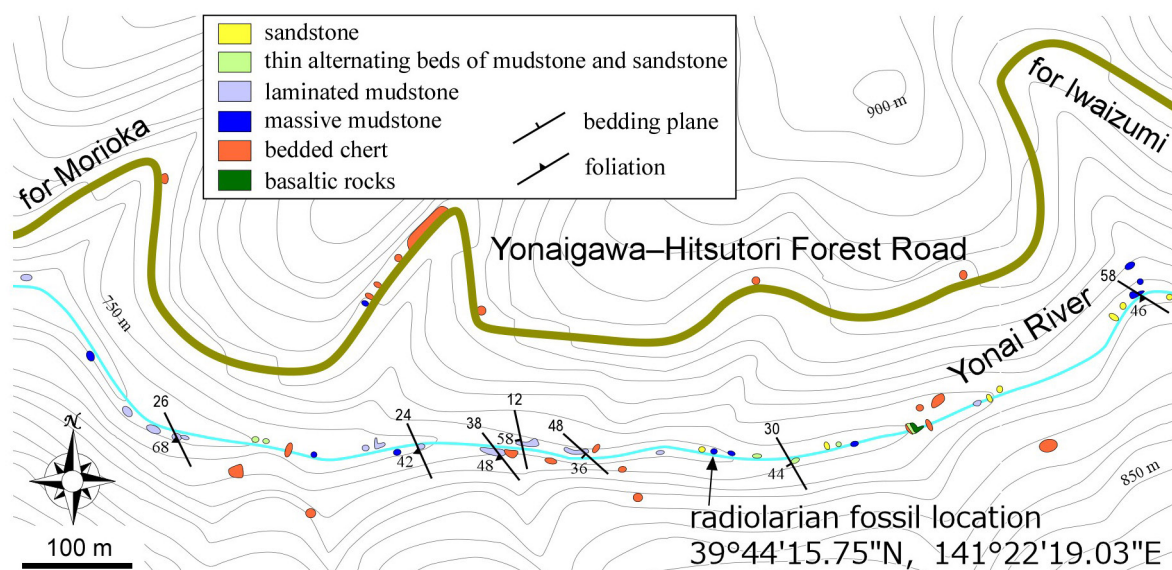 sandstone
thin alternating beds of mudstone and sandstone
laminated mudstone
massive mudstone
bedded chert
basaltic rocks
bedding plane
foliation
for Morioka
for Iwaizumi
900 m
Yonaigawa–Hitsutori Forest Road
750 m
Yonai River
58
46
26
68
24
42
38
48
12
58
48
36
30
44
N
100 m
850 m
radiolarian fossil location
39°44'15.75"N, 141°22'19.03"E